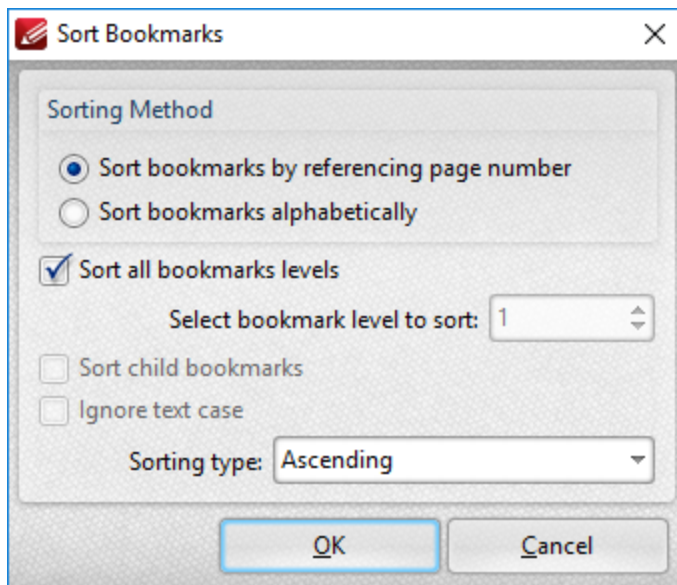 Sort Bookmarks
Sorting Method
Sort bookmarks by referencing page number
Sort bookmarks alphabetically
Sort all bookmarks levels
Select bookmark level to sort: 1
Sort child bookmarks
Ignore text case
Sorting type: Ascending
OK Cancel